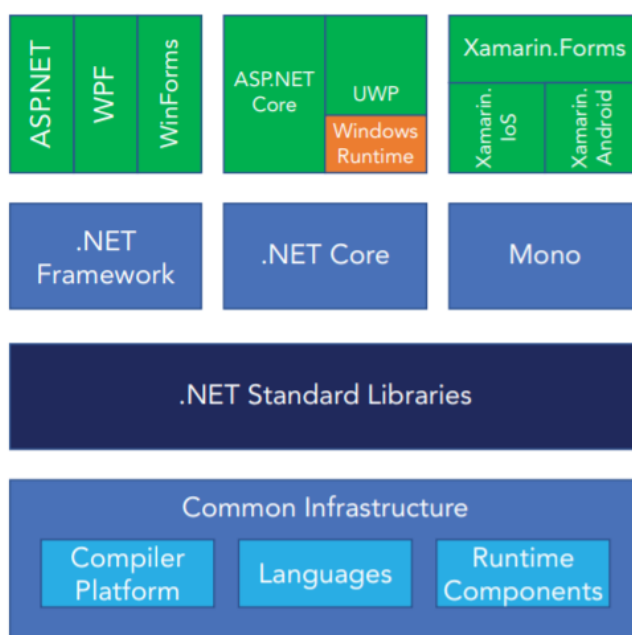 ASP.NET
WPF
WinForms
ASP.NET
Core
UWP
Windows
Runtime
Xamarin.Forms
Xamarin.
IoS
Xamarin.
Android
.NET
Framework
.NET Core
Mono
.NET Standard Libraries
Common Infrastructure
Compiler
Platform
Languages
Runtime
Components